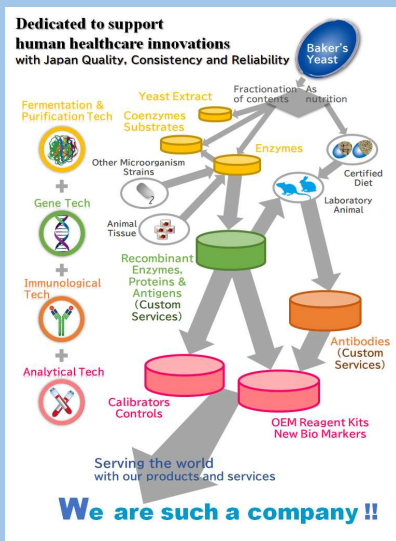 Dedicated to support
human healthcare innovations
with Japan Quality, Consistency and Reliability
Baker's
Yeast
Fractionation
of contents
As
nutrition
Fermentation &
Purification Tech
Yeast Extract
Coenzymes
Substrates
Enzymes
Certified
Diet
Other Microorganism
Strains
Laboratory
Animal
Gene Tech
Animal
Tissue
Recombinant
Enzymes,
Proteins &
Antigens
(Custom
Services)
Immunological
Tech
Antibodies
(Custom
Services)
Analytical Tech
Calibrators
Controls
OEM Reagent Kits
New Bio Markers
Serving the world
with our products and services
We are such a company !!